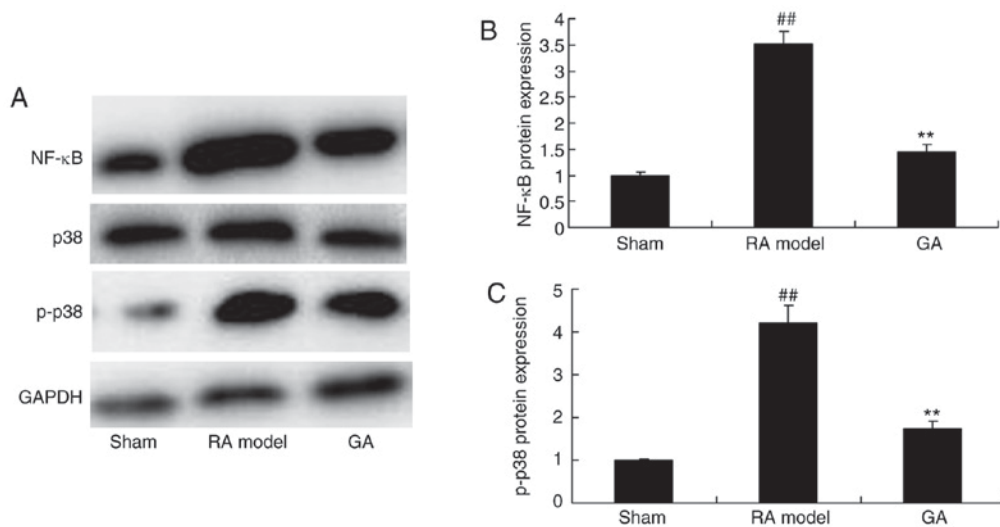 A
NF-κB
p38
p-p38
GAPDH
Sham RA model GA
B
NF-κB protein expression
4
3.5
3
2.5
2
1.5
1
0.5
0
##
**
Sham RA model GA
C
p-p38 protein expression
5
4
3
2
1
0
##
**
Sham RA model GA